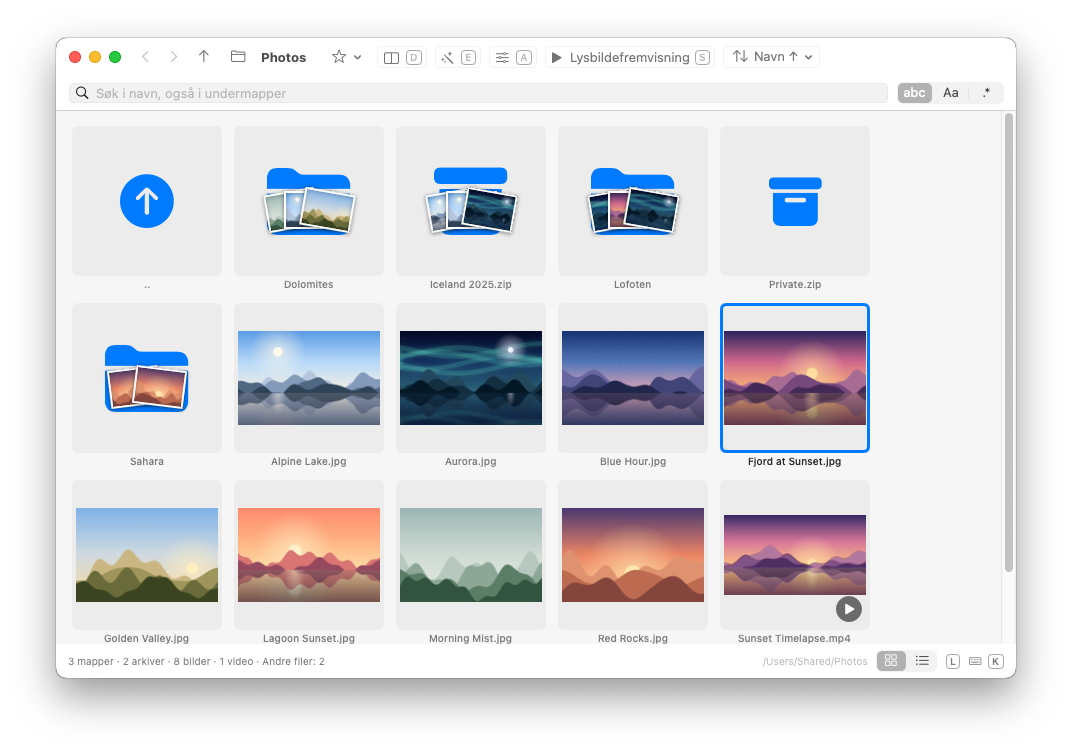 Photos
D
E
A
Lysbildefremvisning S
Navn
Søk i navn, også i undermapper
abc Aa .*
.. Dolomites Iceland 2025.zip Lofoten Private.zip
Sahara Alpine Lake.jpg Aurora.jpg Blue Hour.jpg Fjord at Sunset.jpg
Golden Valley.jpg Lagoon Sunset.jpg Morning Mist.jpg Red Rocks.jpg Sunset Timelapse.mp4
3 mapper · 2 arkiver · 8 bilder · 1 video · Andre filer: 2
/Users/Shared/Photos
L
K